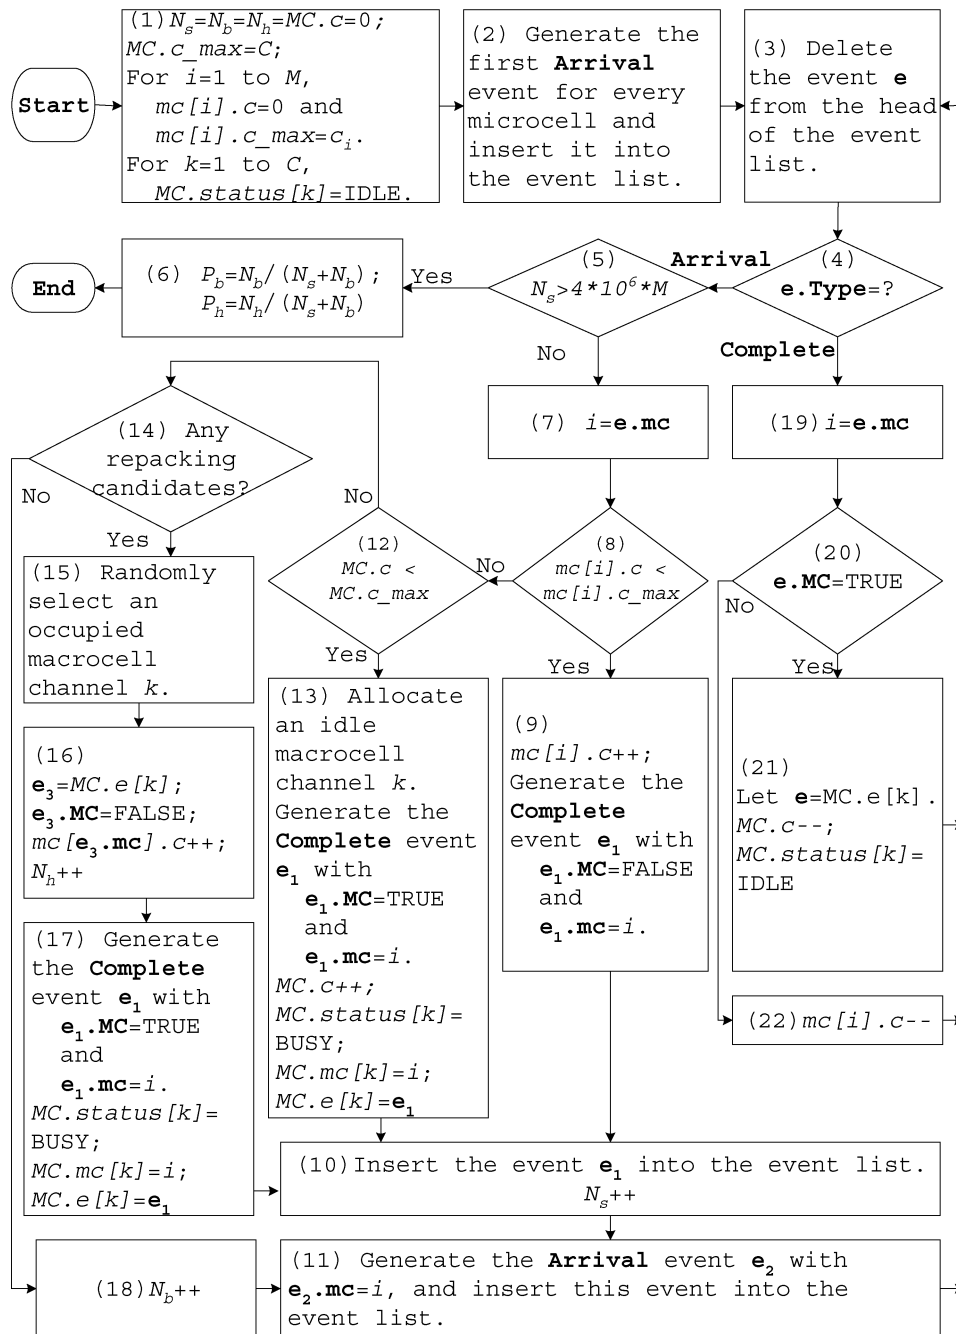 Start
(1) N_s=N_b=N_h=MC.c=0;
MC.c_max=C;
For i=1 to M,
mc[i].c=0 and
mc[i].c_max=c_i.
For k=1 to C,
MC.status[k]=IDLE.
(2) Generate the
first Arrival
event for every
microcell and
insert it into
the event list.
(3) Delete
the event e
from the head
of the event
list.
(4)
e.Type=?
Arrival
Complete
(5)
N_s>4*10^6*M
Yes
No
(6) P_b=N_b/(N_s+N_b);
P_h=N_h/(N_s+N_b)
End
(7) i=e.mc
(19)i=e.mc
(14) Any
repacking
candidates?
No
Yes
(12)
MC.c <
MC.c_max
No
Yes
(8)
mc[i].c <
mc[i].c_max
No
Yes
(20)
e.MC=TRUE
No
Yes
(15) Randomly
select an
occupied
macrocell
channel k.
(16)
e_3=MC.e[k];
e_3.MC=FALSE;
mc[e_3.mc].c++;
N_h++
(17) Generate
the Complete
event e_1 with
e_1.MC=TRUE
and
e_1.mc=i.
MC.status[k]=
BUSY;
MC.mc[k]=i;
MC.e[k]=e_1
(13) Allocate
an idle
macrocell
channel k.
Generate the
Complete event
e_1 with
e_1.MC=TRUE
and
e_1.mc=i.
MC.c++;
MC.status[k]=
BUSY;
MC.mc[k]=i;
MC.e[k]=e_1
(9)
mc[i].c++;
Generate the
Complete
event e_1 with
e_1.MC=FALSE
and
e_1.mc=i.
(21)
Let e=MC.e[k].
MC.c--;
MC.status[k]=
IDLE
(22)mc[i].c--
(10)Insert the event e_1 into the event list.
N_s++
(18)N_b++
(11) Generate the Arrival event e_2 with
e_2.mc=i, and insert this event into the
event list.